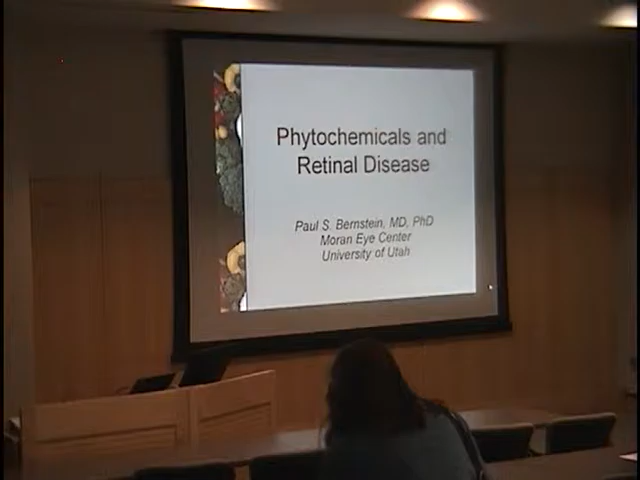 Phytochemicals and
Retinal Disease
Paul S. Bernstein, MD, PhD
Moran Eye Center
University of Utah